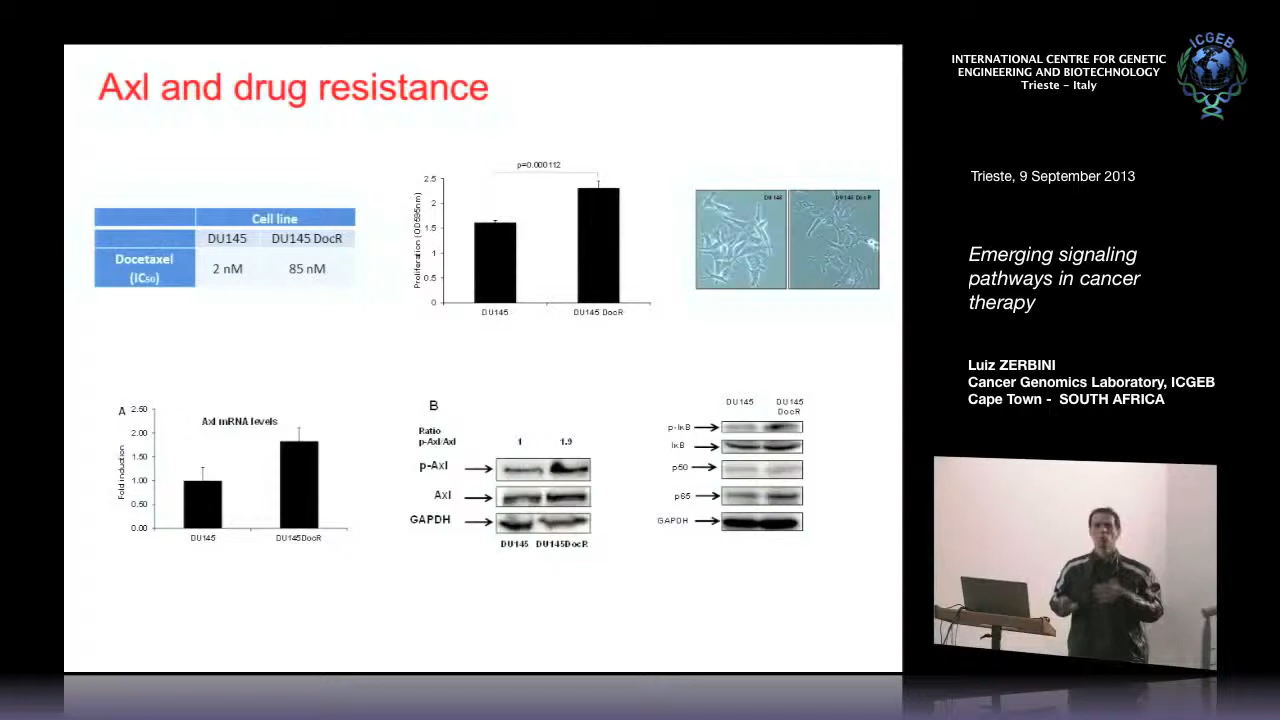 Axl and drug resistance
Cell line
DU145 DU145 DocR
Docetaxel
(IC50)
2 nM 85 nM
p=0.000112
Proliferation (OD595nm)
2.5
2
1.5
1
0.5
0
DU145 DU145 DocR
DU145 DU145 DocR
A
Axl mRNA levels
Fold induction
2.50
2.00
1.50
1.00
0.50
0.00
DU145 DU145DocR
B
Ratio
p-Axl/Axl 1 1.9
p-Axl
Axl
GAPDH
DU145 DU145DocR
DU145 DU145
DocR
p-IκB
IκB
p50
p65
GAPDH
INTERNATIONAL CENTRE FOR GENETIC
ENGINEERING AND BIOTECHNOLOGY
Trieste - Italy
ICGEB
Trieste, 9 September 2013
Emerging signaling
pathways in cancer
therapy
Luiz ZERBINI
Cancer Genomics Laboratory, ICGEB
Cape Town - SOUTH AFRICA